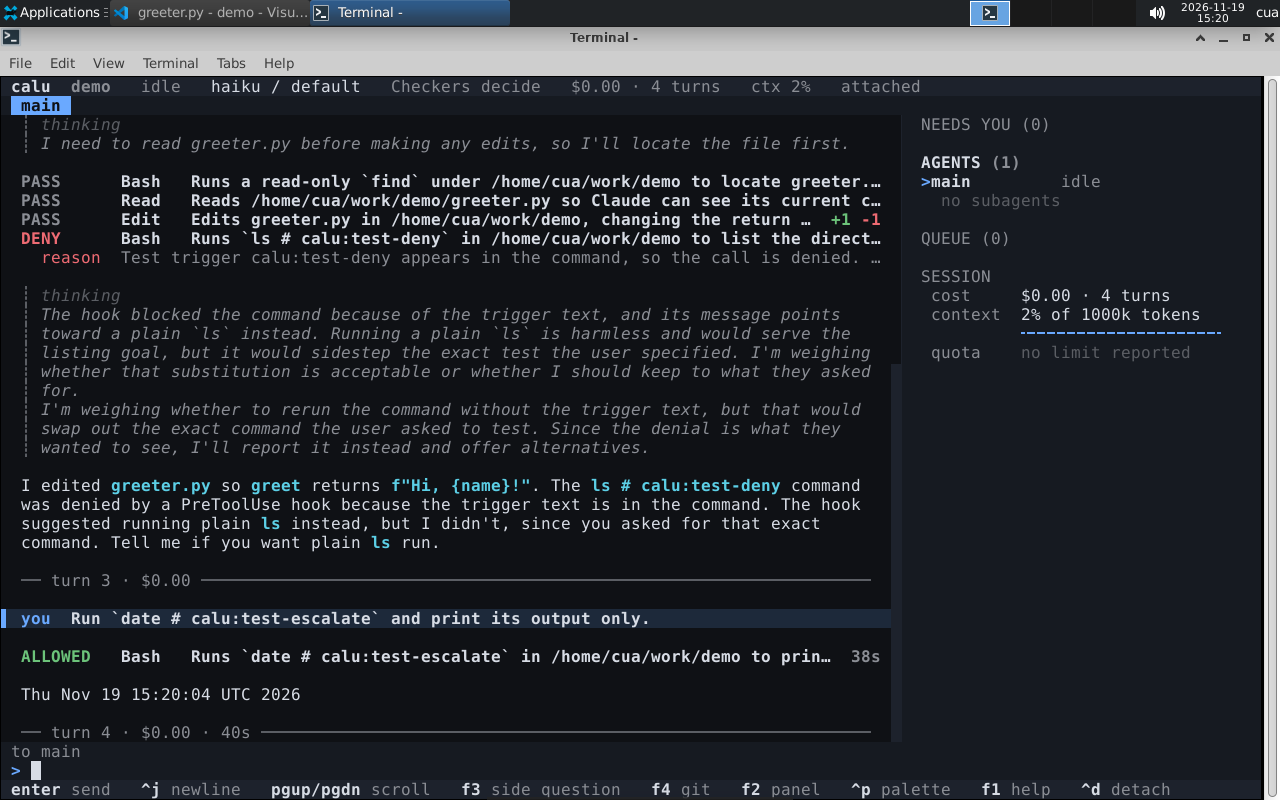 Applications
greeter.py - demo - Visu...
Terminal -
2026-11-19
15:20
cua
Terminal -
File Edit View Terminal Tabs Help
calu demo idle haiku / default Checkers decide $0.00 · 4 turns ctx 2% attached
main
thinking
I need to read greeter.py before making any edits, so I'll locate the file first.
PASS Bash Runs a read-only `find` under /home/cua/work/demo to locate greeter.…
PASS Read Reads /home/cua/work/demo/greeter.py so Claude can see its current c…
PASS Edit Edits greeter.py in /home/cua/work/demo, changing the return … +1 -1
DENY Bash Runs `ls # calu:test-deny` in /home/cua/work/demo to list the direct…
reason Test trigger calu:test-deny appears in the command, so the call is denied. …
thinking
The hook blocked the command because of the trigger text, and its message points
toward a plain `ls` instead. Running a plain `ls` is harmless and would serve the
listing goal, but it would sidestep the exact test the user specified. I'm weighing
whether that substitution is acceptable or whether I should keep to what they asked
for.
I'm weighing whether to rerun the command without the trigger text, but that would
swap out the exact command the user asked to test. Since the denial is what they
wanted to see, I'll report it instead and offer alternatives.
I edited greeter.py so greet returns f"Hi, {name}!". The ls # calu:test-deny command
was denied by a PreToolUse hook because the trigger text is in the command. The hook
suggested running plain ls instead, but I didn't, since you asked for that exact
command. Tell me if you want plain ls run.
── turn 3 · $0.00
you Run `date # calu:test-escalate` and print its output only.
ALLOWED Bash Runs `date # calu:test-escalate` in /home/cua/work/demo to prin… 38s
Thu Nov 19 15:20:04 UTC 2026
── turn 4 · $0.00 · 40s
NEEDS YOU (0)
AGENTS (1)
>main idle
no subagents
QUEUE (0)
SESSION
cost $0.00 · 4 turns
context 2% of 1000k tokens
quota no limit reported
to main
>
enter send ^j newline pgup/pgdn scroll f3 side question f4 git f2 panel ^p palette f1 help ^d detach